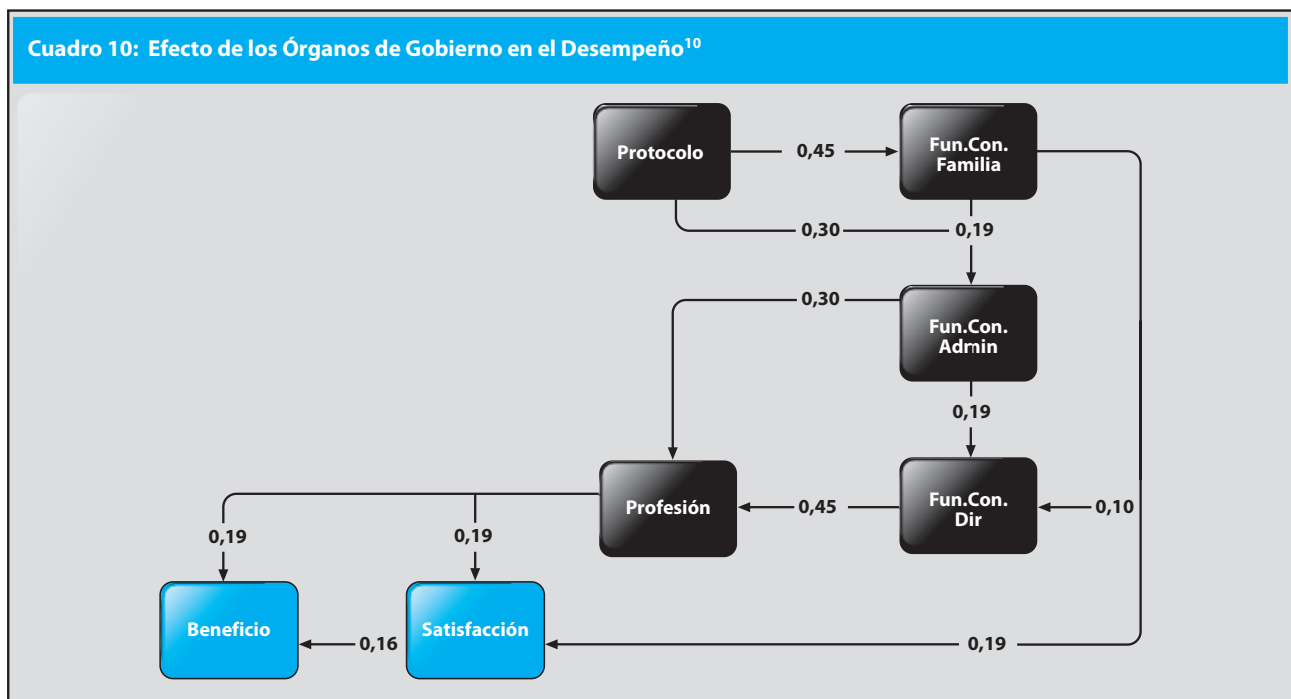 Cuadro 10: Efecto de los Órganos de Gobierno en el Desempeño10
Protocolo
0,45
Fun.Con.
Familia
0,30
0,19
0,30
Fun.Con.
Admin
0,19
Profesión
0,45
Fun.Con.
Dir
0,10
0,19
0,19
Beneficio
0,16
Satisfacción
0,19